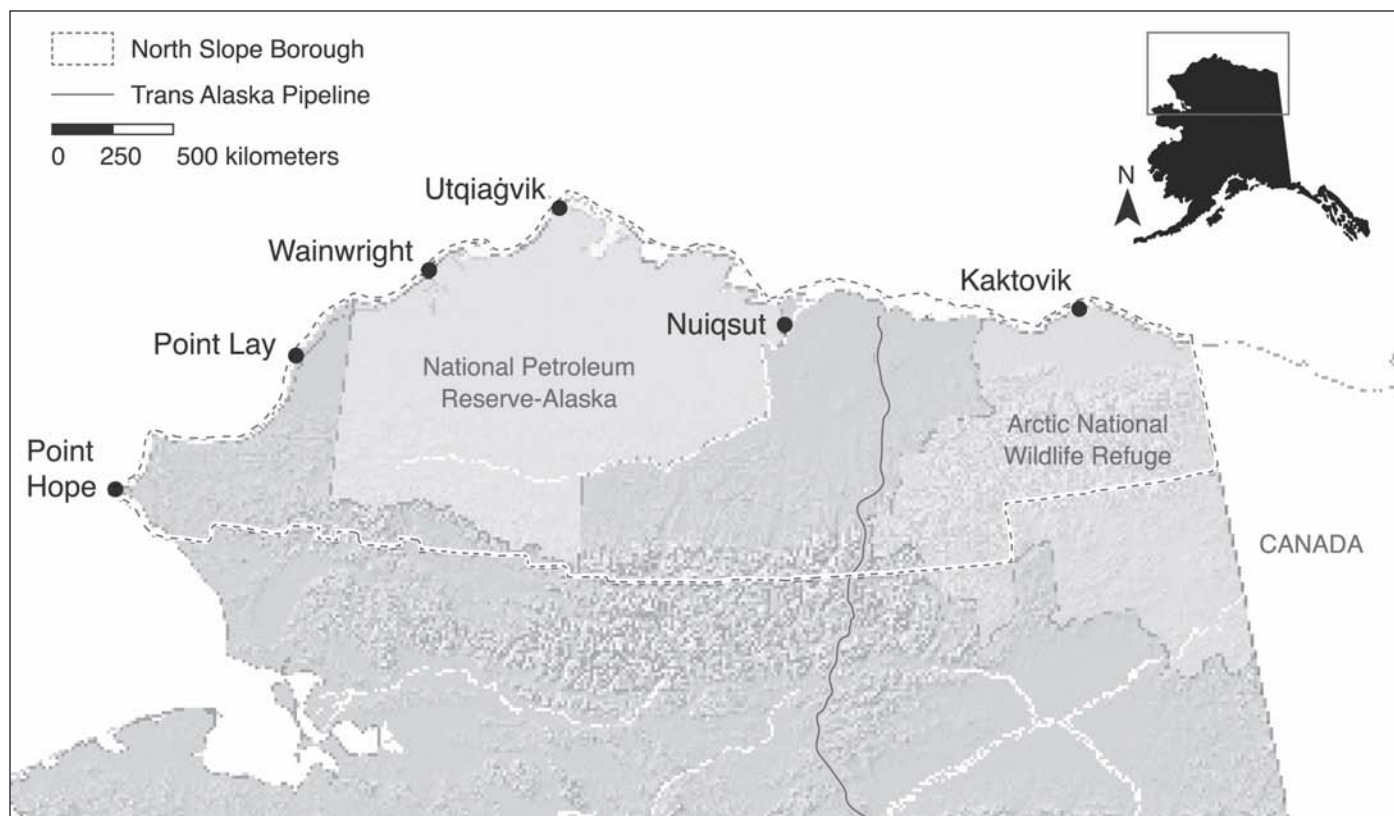 North Slope Borough
Trans Alaska Pipeline
0 250 500 kilometers
N
Utqiaġvik
Wainwright
Kaktovik
Nuiqsut
Point Lay
National Petroleum
Reserve-Alaska
Arctic National
Wildlife Refuge
Point
Hope
CANADA